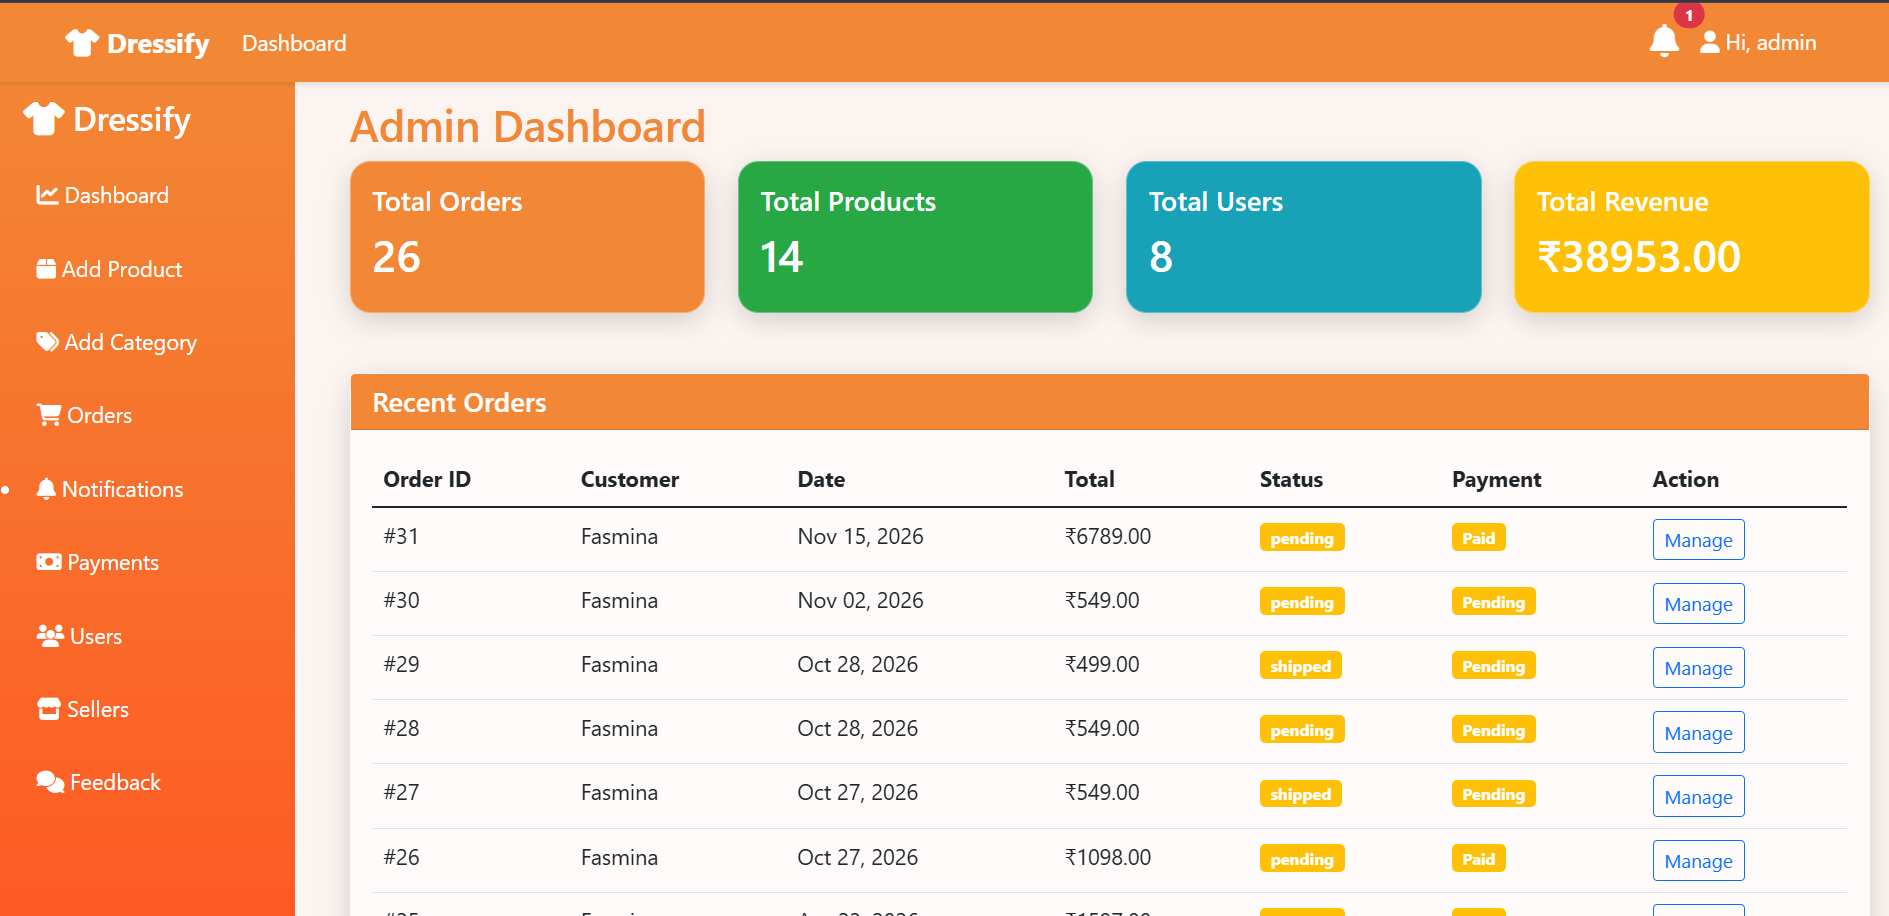 Dressify Dashboard 1 Hi, admin
Dressify
Dashboard
Add Product
Add Category
Orders
Notifications
Payments
Users
Sellers
Feedback
Admin Dashboard
Total Orders
26
Total Products
14
Total Users
8
Total Revenue
₹38953.00
Recent Orders
Order ID Customer Date Total Status Payment Action
#31 Fasmina Nov 15, 2026 ₹6789.00 pending Paid Manage
#30 Fasmina Nov 02, 2026 ₹549.00 pending Pending Manage
#29 Fasmina Oct 28, 2026 ₹499.00 shipped Pending Manage
#28 Fasmina Oct 28, 2026 ₹549.00 pending Pending Manage
#27 Fasmina Oct 27, 2026 ₹549.00 shipped Pending Manage
#26 Fasmina Oct 27, 2026 ₹1098.00 pending Paid Manage